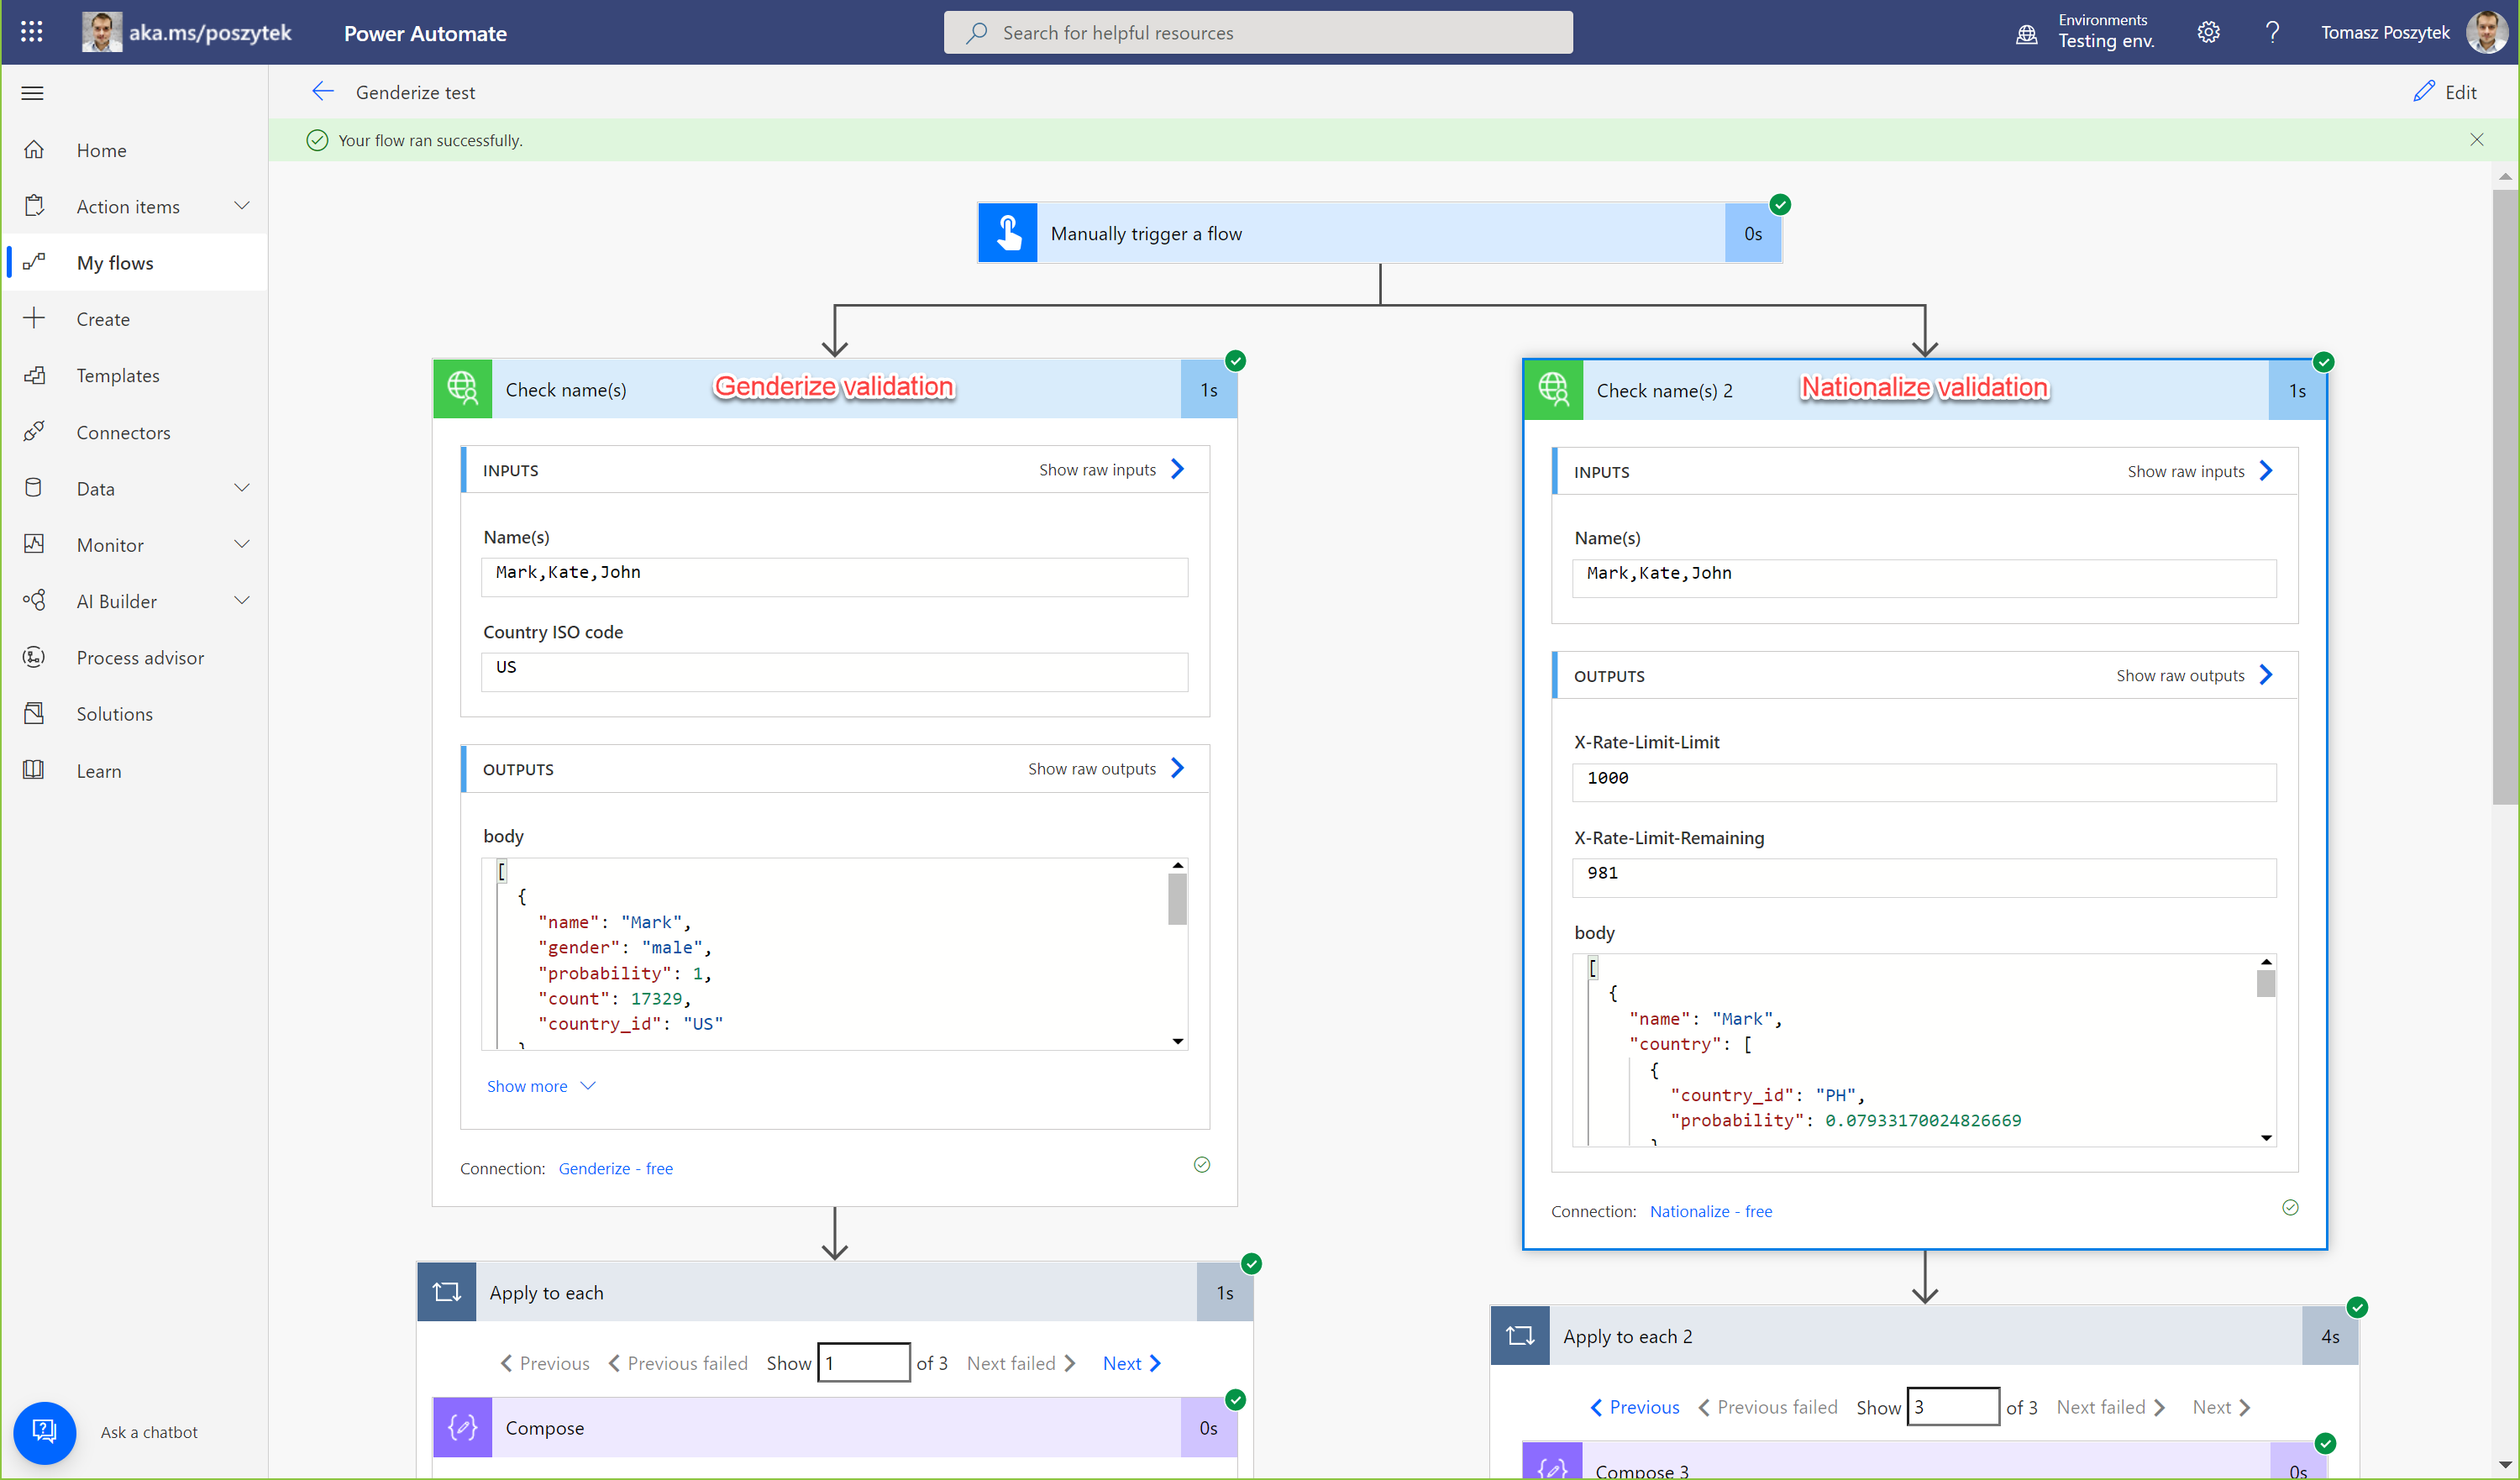 aka.ms/poszytek
Power Automate
Search for helpful resources
Environments
Testing env.
Tomasz Poszytek
Genderize test
Edit
Your flow ran successfully.
Home
Action items
My flows
Create
Templates
Connectors
Data
Monitor
AI Builder
Process advisor
Solutions
Learn
Ask a chatbot
Manually trigger a flow
0s
Check name(s)
Genderize validation
1s
INPUTS
Show raw inputs
Name(s)
Mark,Kate,John
Country ISO code
US
OUTPUTS
Show raw outputs
body
[
{
"name": "Mark",
"gender": "male",
"probability": 1,
"count": 17329,
"country_id": "US"
}
Show more
Connection: Genderize - free
Apply to each
1s
Previous Previous failed Show 1 of 3 Next failed Next
Compose
0s
Check name(s) 2
Nationalize validation
1s
INPUTS
Show raw inputs
Name(s)
Mark,Kate,John
OUTPUTS
Show raw outputs
X-Rate-Limit-Limit
1000
X-Rate-Limit-Remaining
981
body
[
{
"name": "Mark",
"country": [
{
"country_id": "PH",
"probability": 0.07933170024826669
}
Connection: Nationalize - free
Apply to each 2
4s
Previous Previous failed Show 3 of 3 Next failed Next
Compose 3
0s